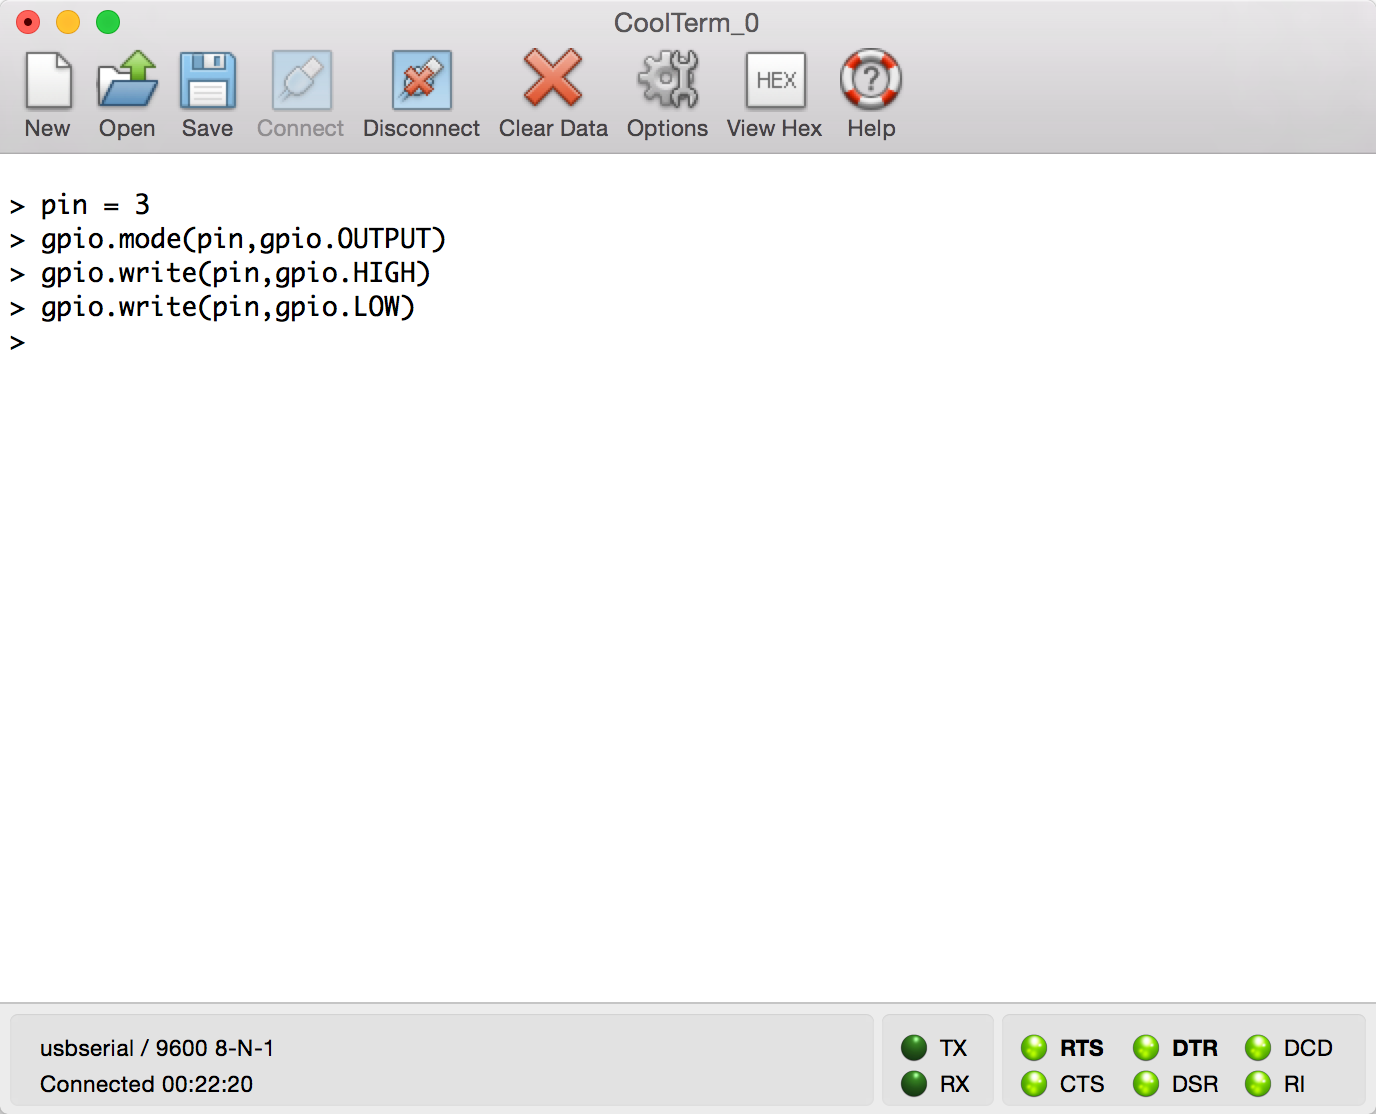 CoolTerm_0
New Open Save Connect Disconnect Clear Data Options HEX View Hex ? Help
> pin = 3
> gpio.mode(pin,gpio.OUTPUT)
> gpio.write(pin,gpio.HIGH)
> gpio.write(pin,gpio.LOW)
>
usbserial / 9600 8-N-1
Connected 00:22:20
TX RTS DTR DCD
RX CTS DSR RI